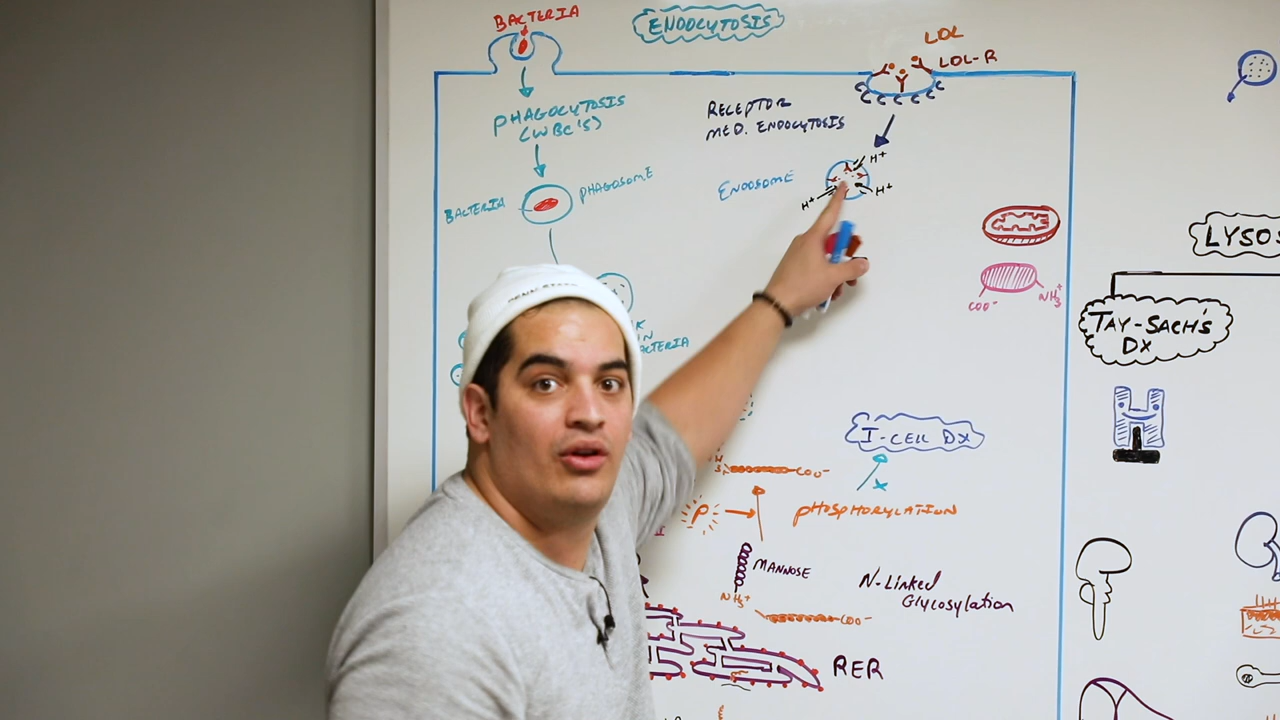 BACTERIA
ENDOCYTOSIS
LDL
LDL-R
PHAGOCYTOSIS
(WBC'S)
RECEPTOR
MED. ENDOCYTOSIS
H+
ENDOSOME
H+
H+
BACTERIA
PHAGOSOME
LYSOS
COO-
NH3+
TAY-SACH'S
DX
ACTERIA
I-CELL DX
COO-
P
PHOSPHORYLATION
MANNOSE
N-Linked
Glycosylation
NH3+
COO-
RER